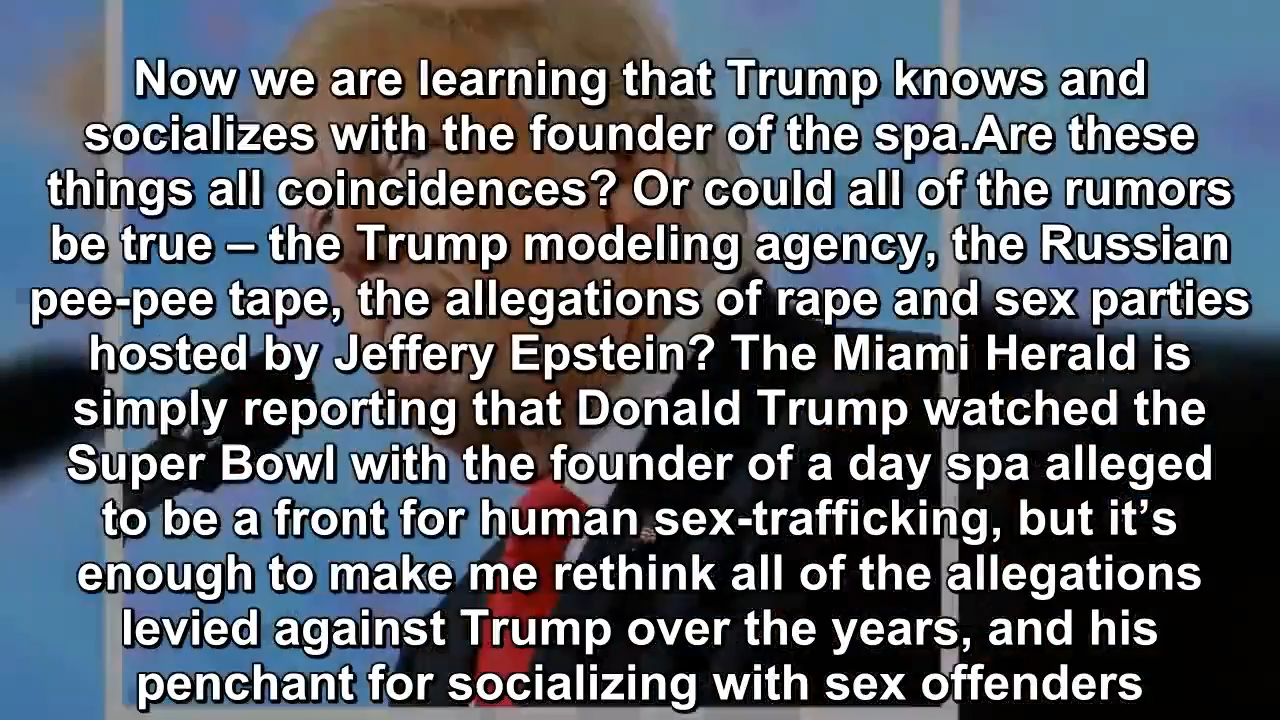 Now we are learning that Trump knows and
socializes with the founder of the spa.Are these
things all coincidences? Or could all of the rumors
be true – the Trump modeling agency, the Russian
pee-pee tape, the allegations of rape and sex parties
hosted by Jeffery Epstein? The Miami Herald is
simply reporting that Donald Trump watched the
Super Bowl with the founder of a day spa alleged
to be a front for human sex-trafficking, but it’s
enough to make me rethink all of the allegations
levied against Trump over the years, and his
penchant for socializing with sex offenders